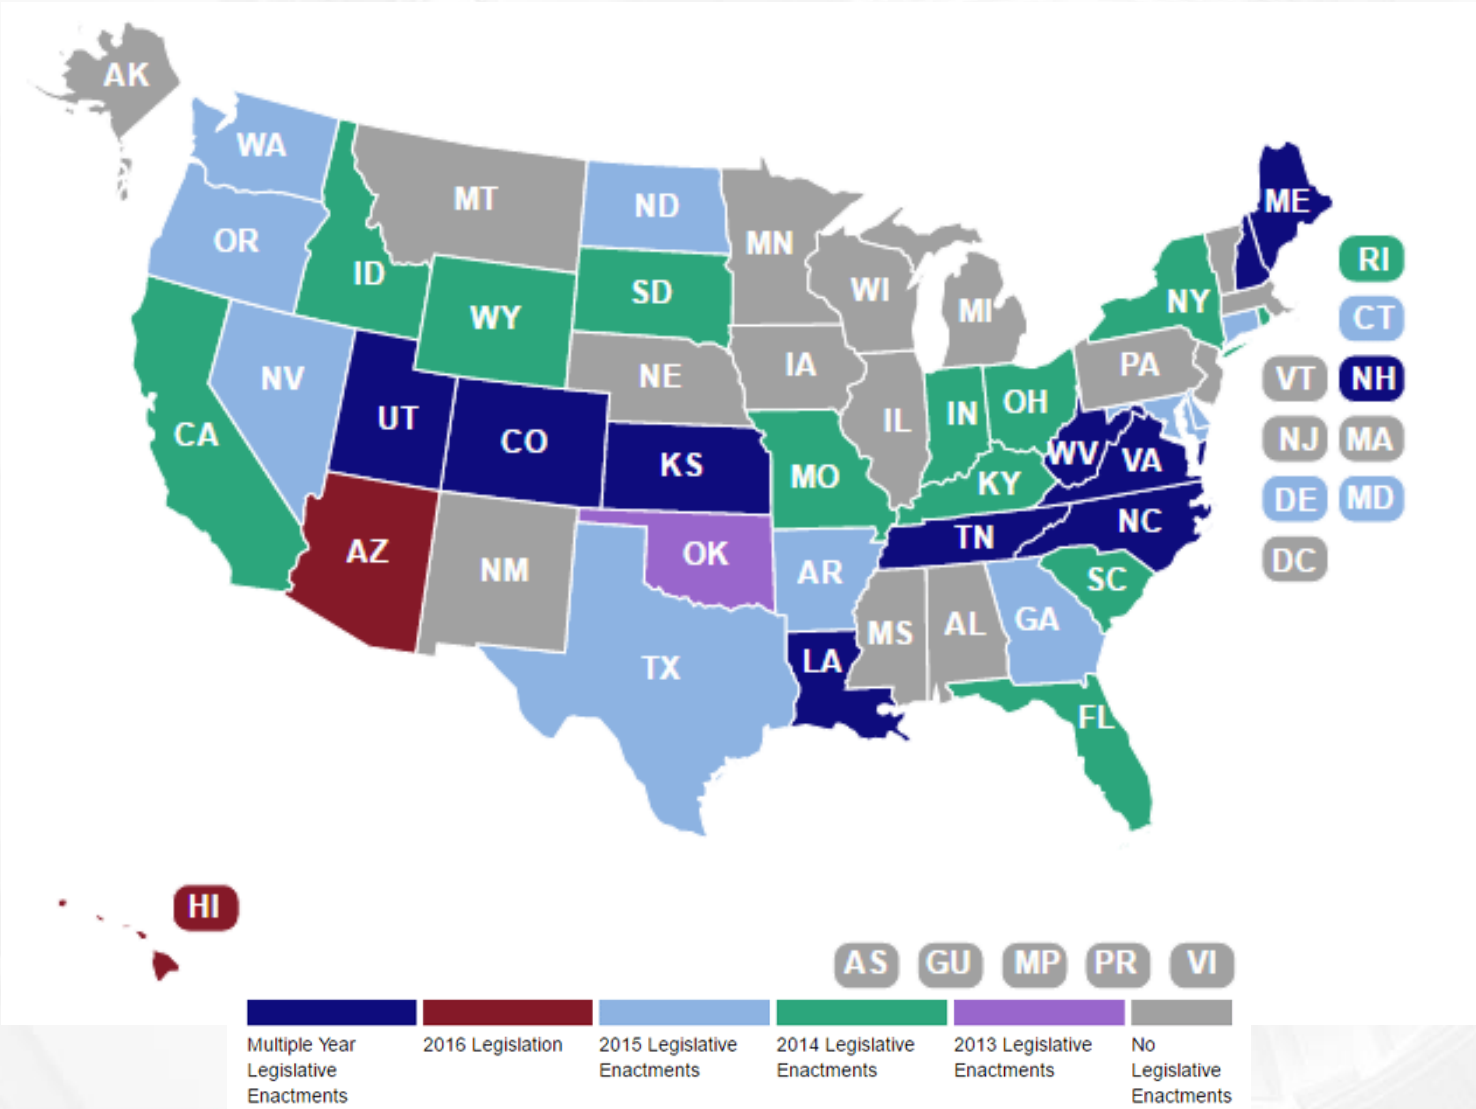 AK
WA
ME
MT
ND
OR
MN
RI
ID
WI
SD
NY
MI
WY
CT
PA
IA
NE
NV
VT NH
OH
IN
UT
IL
CA
CO
NJ MA
WV
VA
KS
MO
KY
DE MD
NC
TN
AZ
OK
DC
NM
AR
SC
GA
AL
MS
LA
TX
FL
HI
AS GU MP PR VI
Multiple Year
Legislative
Enactments
2016 Legislation
2015 Legislative
Enactments
2014 Legislative
Enactments
2013 Legislative
Enactments
No
Legislative
Enactments